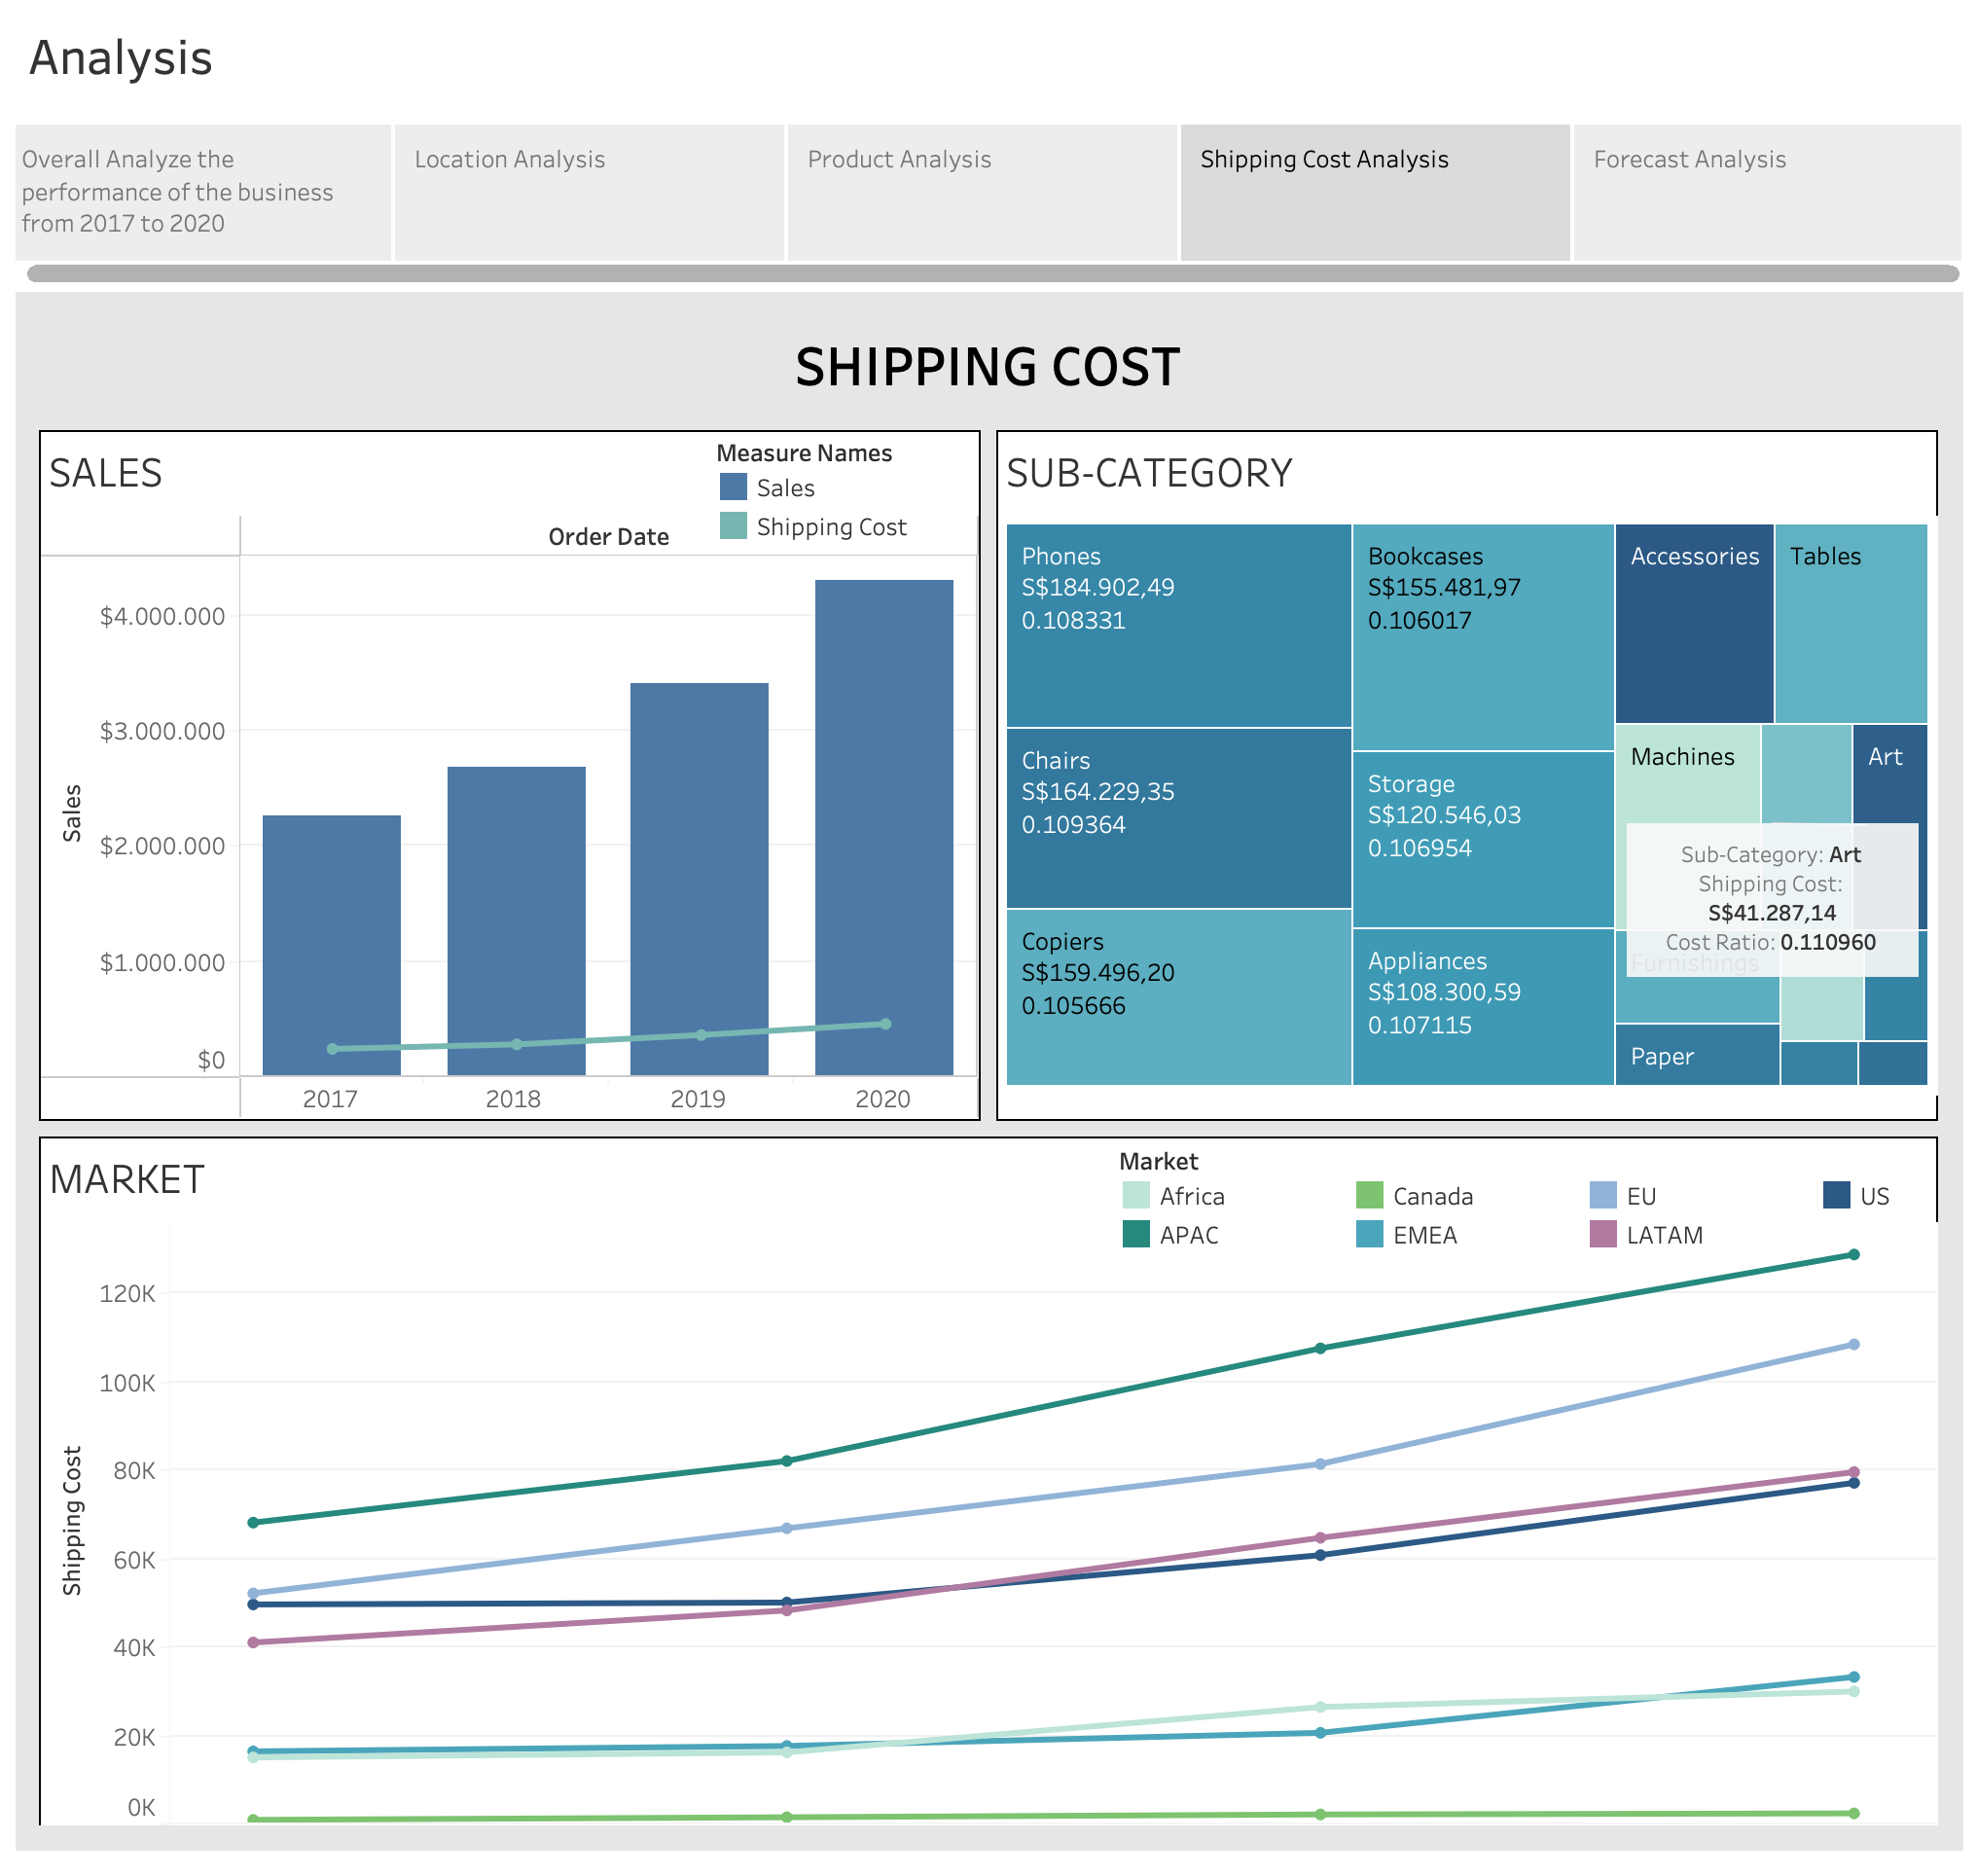 Analysis
Overall Analyze the
performance of the business
from 2017 to 2020
Location Analysis
Product Analysis
Shipping Cost Analysis
Forecast Analysis
SHIPPING COST
SALES
Measure Names
Sales
Shipping Cost
Order Date
Sales
$4.000.000
$3.000.000
$2.000.000
$1.000.000
$0
2017
2018
2019
2020
SUB-CATEGORY
Phones
S$184.902,49
0.108331
Chairs
S$164.229,35
0.109364
Copiers
S$159.496,20
0.105666
Bookcases
S$155.481,97
0.106017
Storage
S$120.546,03
0.106954
Appliances
S$108.300,59
0.107115
Accessories
Tables
Machines
Art
Sub-Category: Art
Shipping Cost:
S$41.287,14
Cost Ratio: 0.110960
Furnishings
Paper
MARKET
Market
Africa
Canada
EU
US
APAC
EMEA
LATAM
Shipping Cost
120K
100K
80K
60K
40K
20K
0K